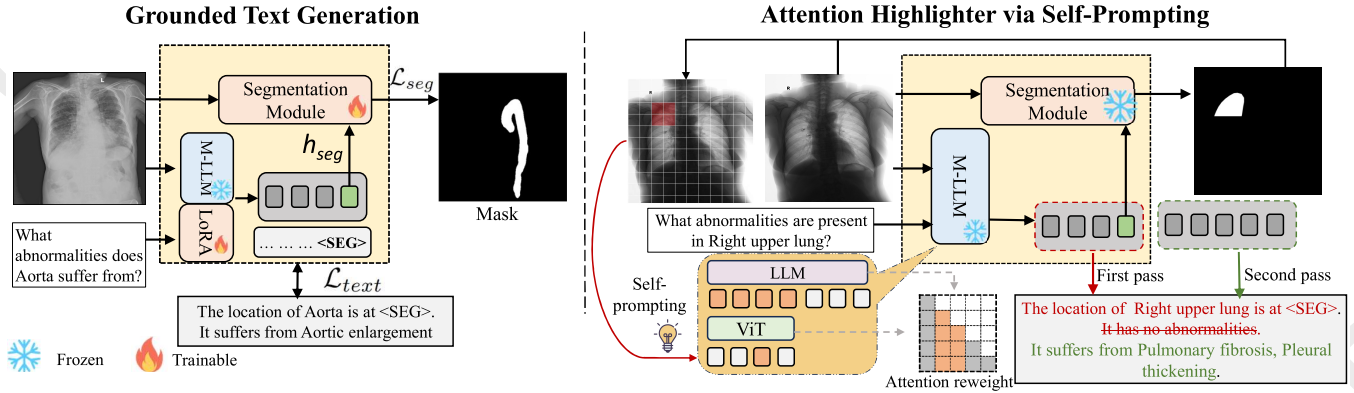 Grounded Text Generation
Segmentation
Module
L_seg
h_seg
M-LLM
LoRA
... ... ... <SEG>
Mask
L
What
abnormalities does
Aorta suffer from?
L_text
The location of Aorta is at <SEG>.
It suffers from Aortic enlargement
Frozen
Trainable
Attention Highlighter via Self-Prompting
R
R
Segmentation
Module
M-LLM
What abnormalities are present
in Right upper lung?
LLM
ViT
Self-
prompting
Attention reweight
First pass
Second pass
The location of Right upper lung is at <SEG>.
It has no abnormalities.
It suffers from Pulmonary fibrosis, Pleural
thickening.